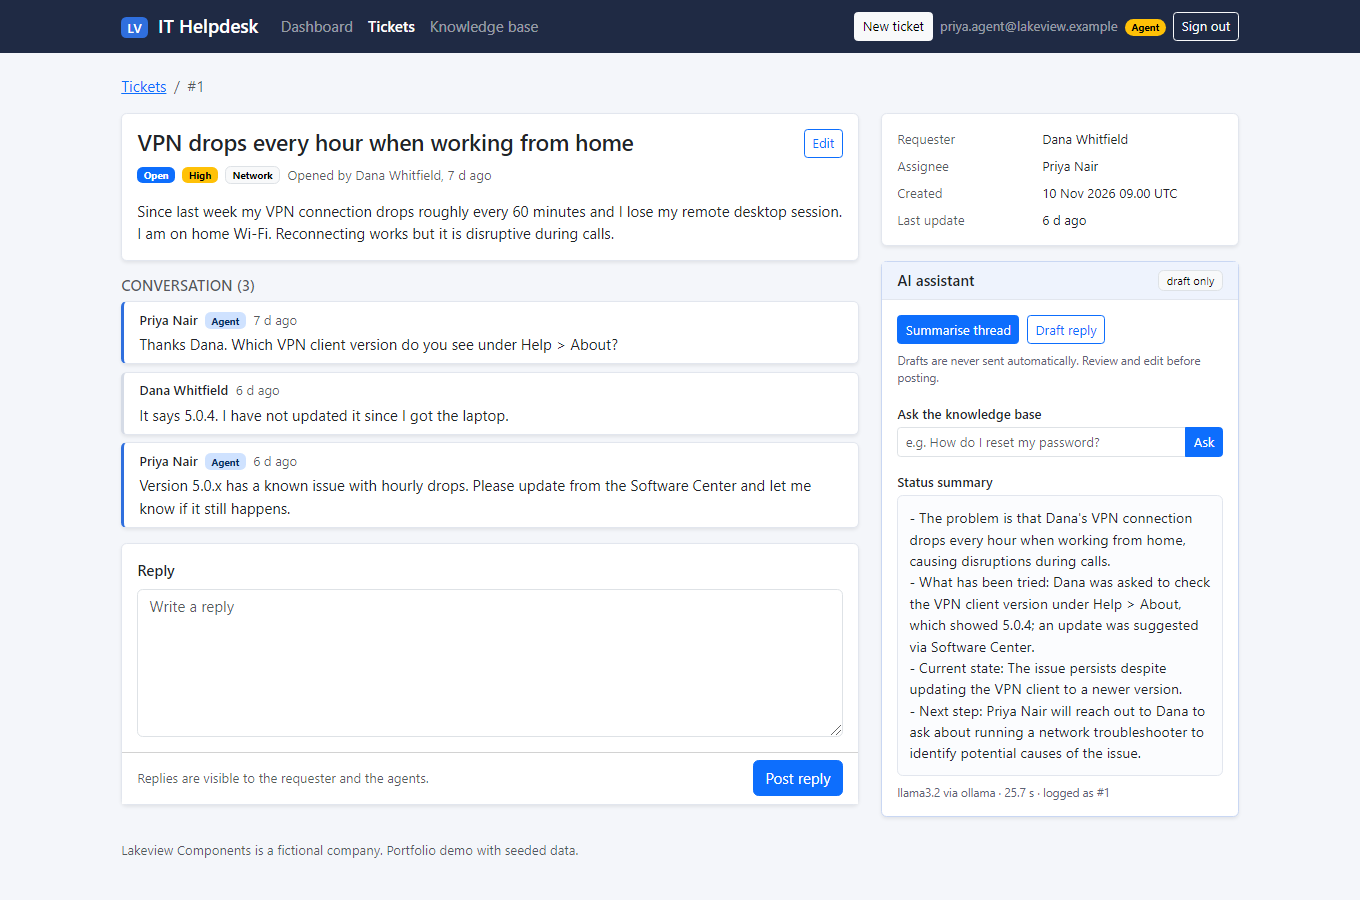 LV IT Helpdesk Dashboard Tickets Knowledge base New ticket priya.agent@lakeview.example Agent Sign out
Tickets / #1
VPN drops every hour when working from home Edit
Open High Network Opened by Dana Whitfield, 7 d ago
Since last week my VPN connection drops roughly every 60 minutes and I lose my remote desktop session.
I am on home Wi-Fi. Reconnecting works but it is disruptive during calls.
CONVERSATION (3)
Priya Nair Agent 7 d ago
Thanks Dana. Which VPN client version do you see under Help > About?
Dana Whitfield 6 d ago
It says 5.0.4. I have not updated it since I got the laptop.
Priya Nair Agent 6 d ago
Version 5.0.x has a known issue with hourly drops. Please update from the Software Center and let me
know if it still happens.
Reply
Write a reply
Replies are visible to the requester and the agents. Post reply
Requester Dana Whitfield
Assignee Priya Nair
Created 10 Nov 2026 09.00 UTC
Last update 6 d ago
AI assistant draft only
Summarise thread Draft reply
Drafts are never sent automatically. Review and edit before
posting.
Ask the knowledge base
e.g. How do I reset my password? Ask
Status summary
- The problem is that Dana's VPN connection
drops every hour when working from home,
causing disruptions during calls.
- What has been tried: Dana was asked to check
the VPN client version under Help > About,
which showed 5.0.4; an update was suggested
via Software Center.
- Current state: The issue persists despite
updating the VPN client to a newer version.
- Next step: Priya Nair will reach out to Dana to
ask about running a network troubleshooter to
identify potential causes of the issue.
llama3.2 via ollama · 25.7 s · logged as #1
Lakeview Components is a fictional company. Portfolio demo with seeded data.